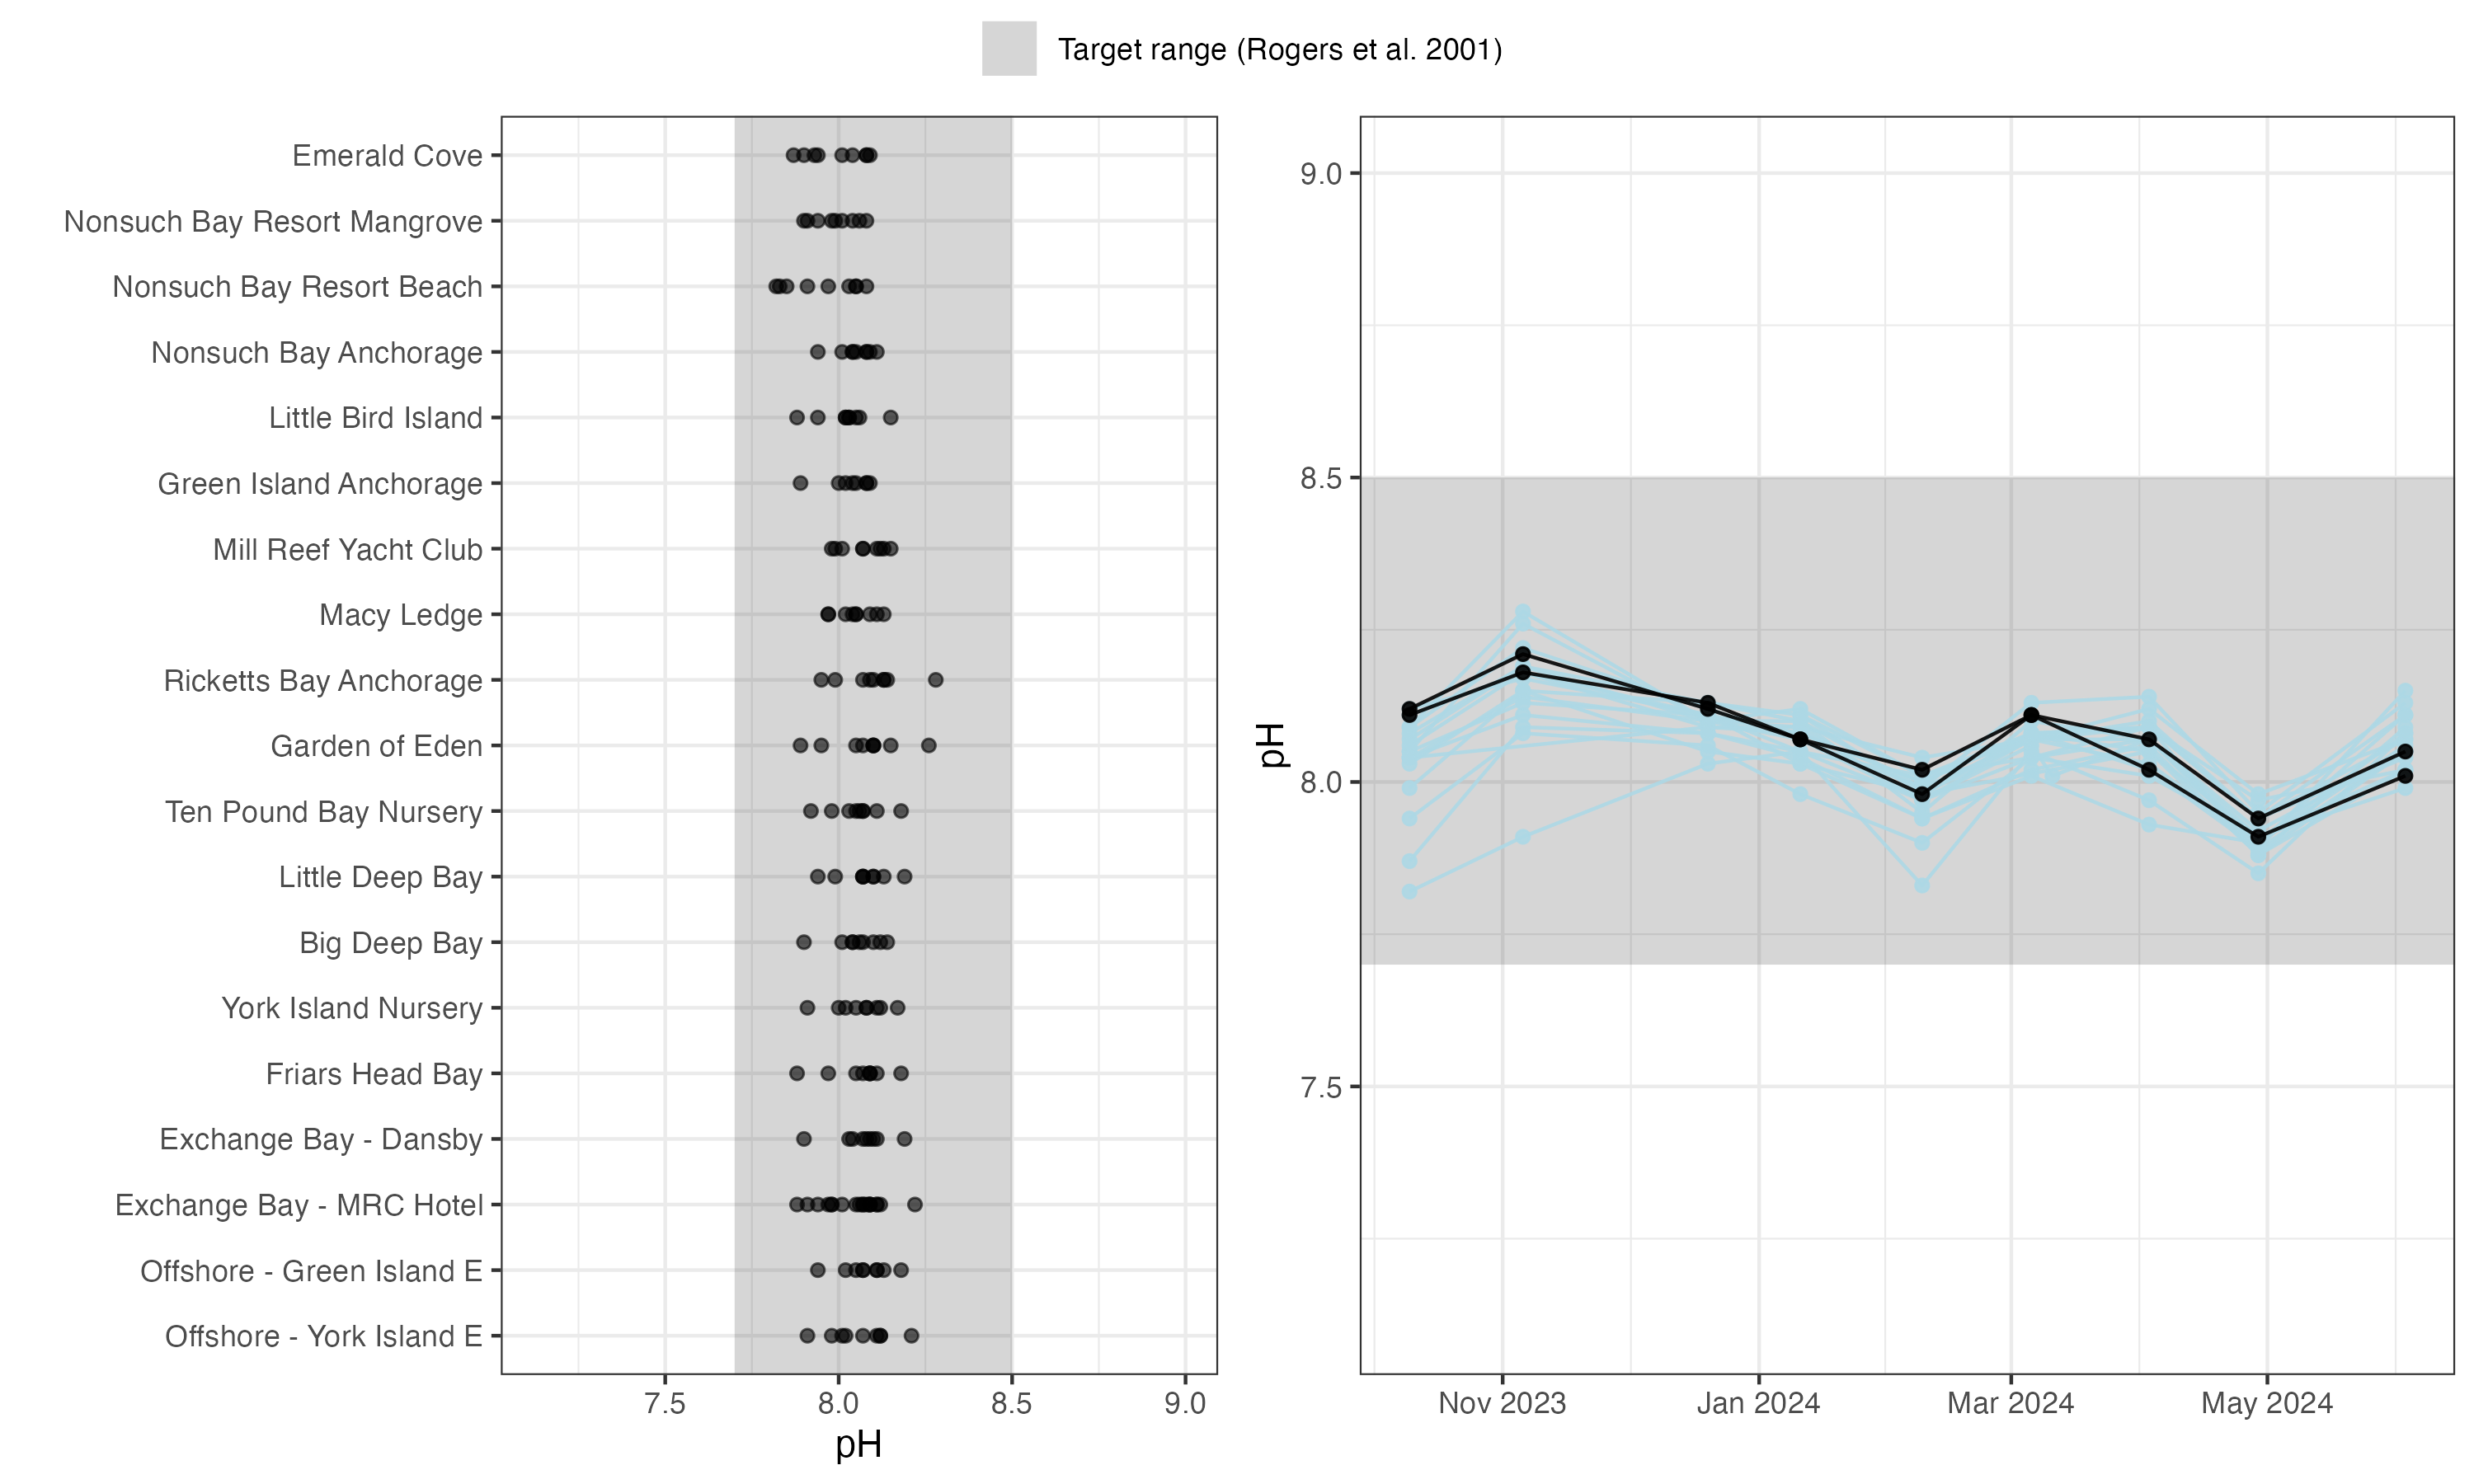 Target range (Rogers et al. 2001)
Emerald Cove
Nonsuch Bay Resort Mangrove
Nonsuch Bay Resort Beach
Nonsuch Bay Anchorage
Little Bird Island
Green Island Anchorage
Mill Reef Yacht Club
Macy Ledge
Ricketts Bay Anchorage
Garden of Eden
Ten Pound Bay Nursery
Little Deep Bay
Big Deep Bay
York Island Nursery
Friars Head Bay
Exchange Bay - Dansby
Exchange Bay - MRC Hotel
Offshore - Green Island E
Offshore - York Island E
7.5 8.0 8.5 9.0
pH
9.0
8.5
8.0
7.5
pH
Nov 2023 Jan 2024 Mar 2024 May 2024